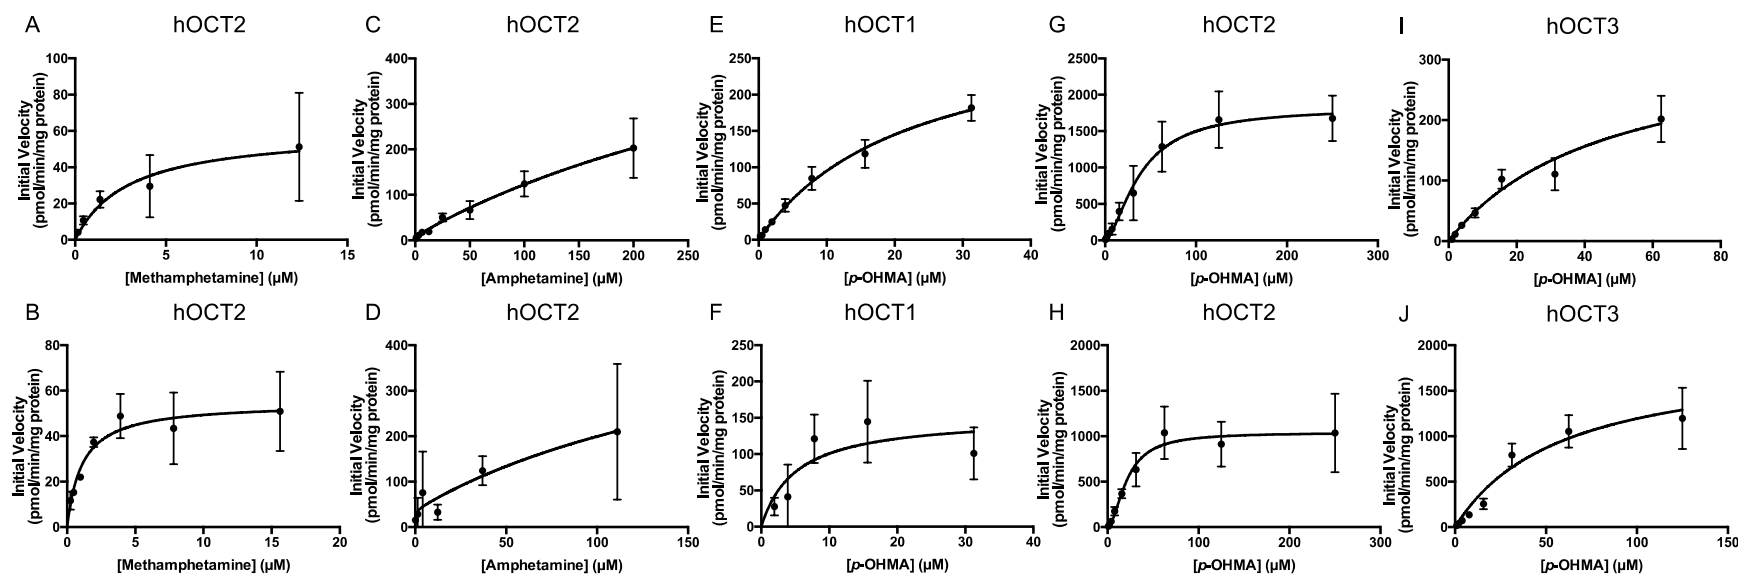 A hOCT2
Initial Velocity
(pmol/min/mg protein)
100
80
60
40
20
0
0 5 10 15
[Methamphetamine] (µM)
C hOCT2
Initial Velocity
(pmol/min/mg protein)
400
300
200
100
0
0 50 100 150 200 250
[Amphetamine] (µM)
E hOCT1
Initial Velocity
(pmol/min/mg protein)
250
200
150
100
50
0
0 10 20 30 40
[p-OHMA] (µM)
G hOCT2
Initial Velocity
(pmol/min/mg protein)
2500
2000
1500
1000
500
0
0 100 200 300
[p-OHMA] (µM)
I hOCT3
Initial Velocity
(pmol/min/mg protein)
300
200
100
0
0 20 40 60 80
[p-OHMA] (µM)
B hOCT2
Initial Velocity
(pmol/min/mg protein)
80
60
40
20
0
0 5 10 15 20
[Methamphetamine] (µM)
D hOCT2
Initial Velocity
(pmol/min/mg protein)
400
300
200
100
0
0 50 100 150
[Amphetamine] (µM)
F hOCT1
Initial Velocity
(pmol/min/mg protein)
250
200
150
100
50
0
0 10 20 30 40
[p-OHMA] (µM)
H hOCT2
Initial Velocity
(pmol/min/mg protein)
2000
1500
1000
500
0
0 100 200 300
[p-OHMA] (µM)
J hOCT3
Initial Velocity
(pmol/min/mg protein)
2000
1500
1000
500
0
0 50 100 150
[p-OHMA] (µM)